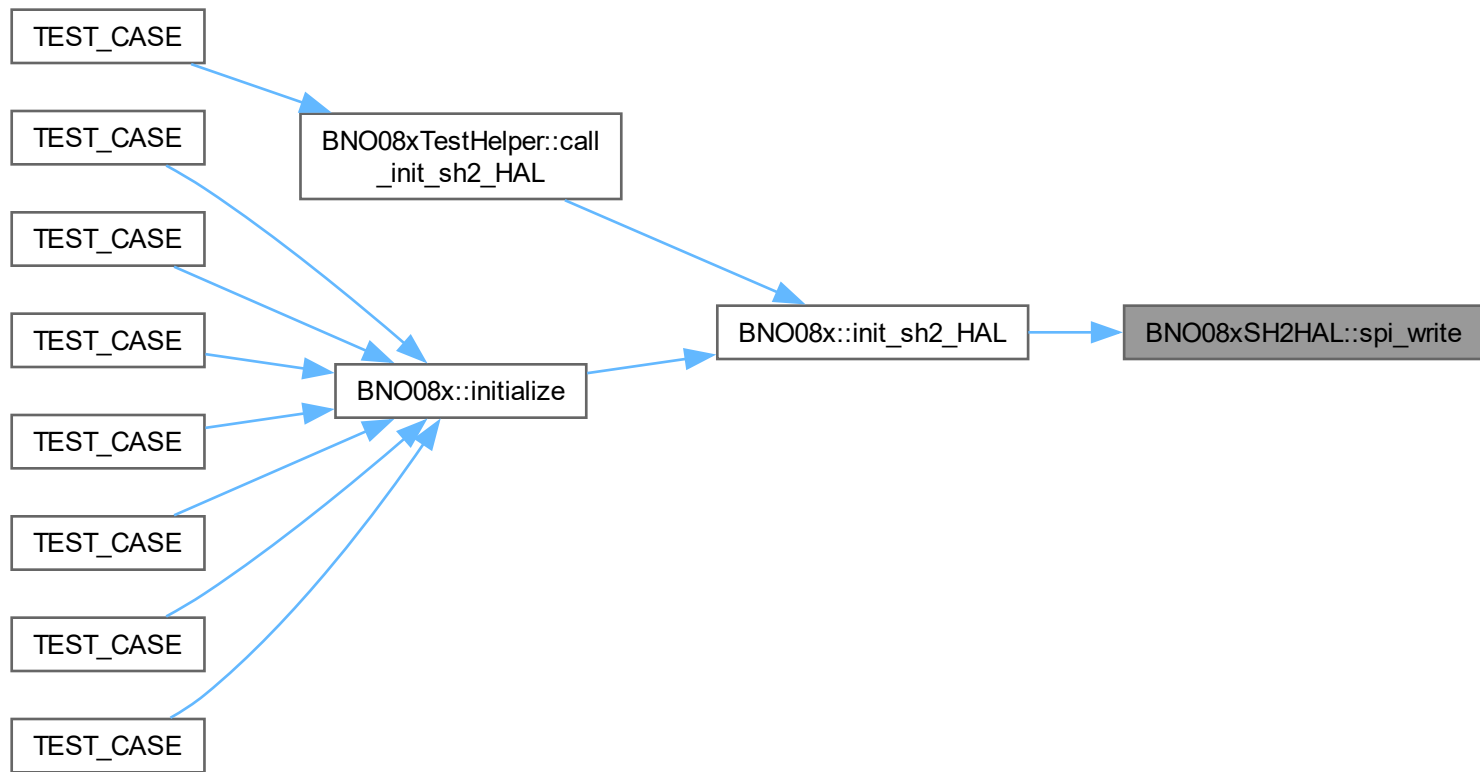 TEST_CASE
TEST_CASE
BNO08xTestHelper::call
_init_sh2_HAL
TEST_CASE
TEST_CASE
BNO08x::init_sh2_HAL
BNO08xSH2HAL::spi_write
BNO08x::initialize
TEST_CASE
TEST_CASE
TEST_CASE
TEST_CASE